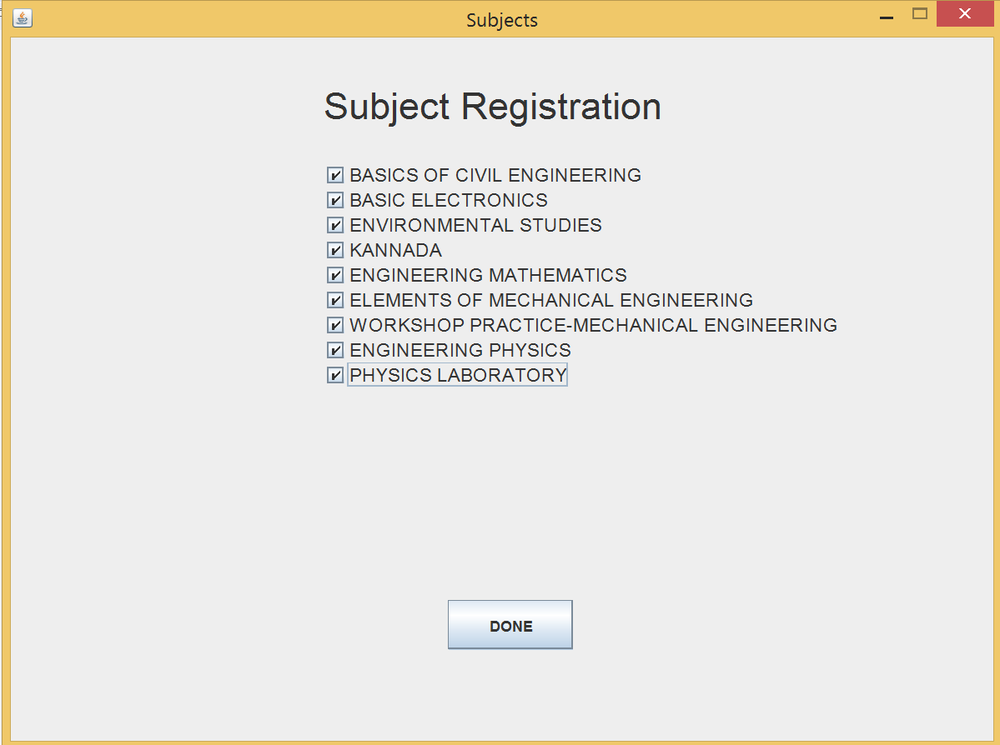 Subjects
Subject Registration
BASICS OF CIVIL ENGINEERING
BASIC ELECTRONICS
ENVIRONMENTAL STUDIES
KANNADA
ENGINEERING MATHEMATICS
ELEMENTS OF MECHANICAL ENGINEERING
WORKSHOP PRACTICE-MECHANICAL ENGINEERING
ENGINEERING PHYSICS
PHYSICS LABORATORY
DONE